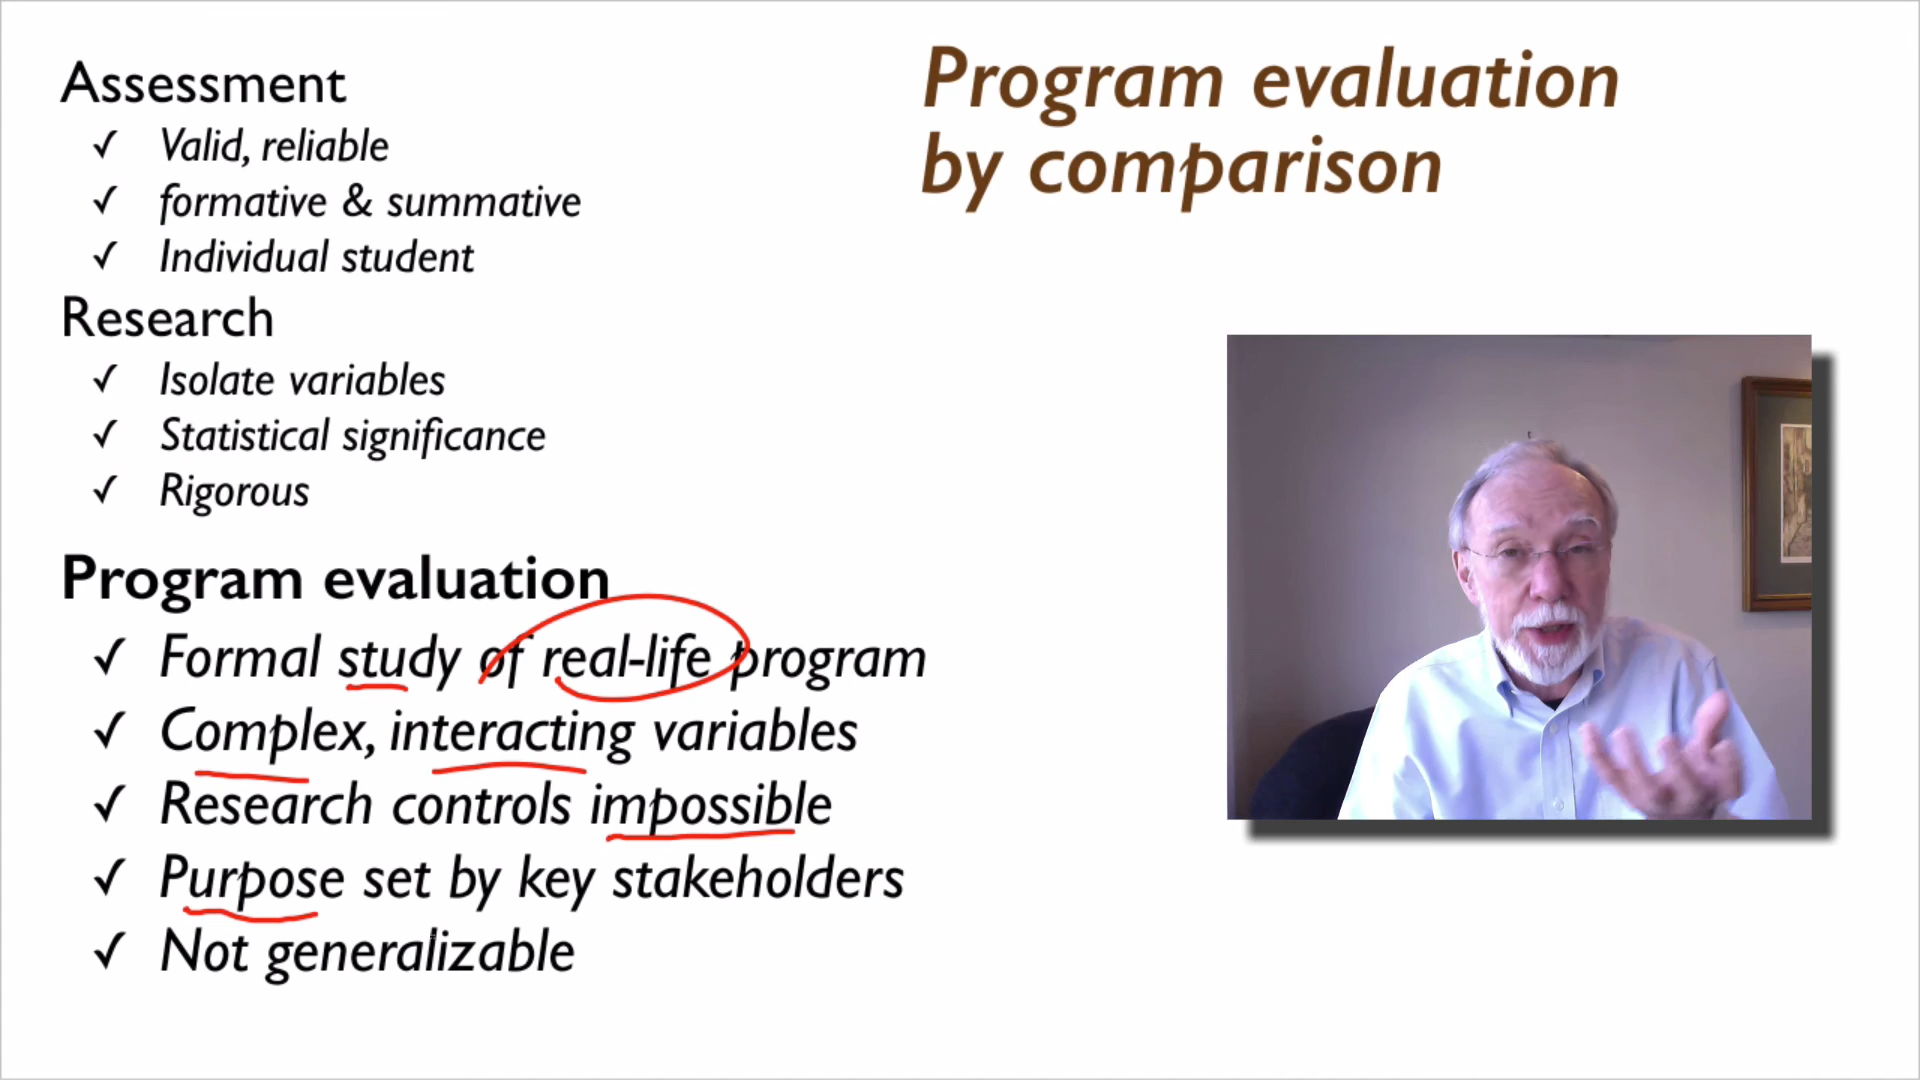 Program evaluation
by comparison
Assessment
✓ Valid, reliable
✓ formative & summative
✓ Individual student
Research
✓ Isolate variables
✓ Statistical significance
✓ Rigorous
Program evaluation
✓ Formal study of real-life program
✓ Complex, interacting variables
✓ Research controls impossible
✓ Purpose set by key stakeholders
✓ Not generalizable